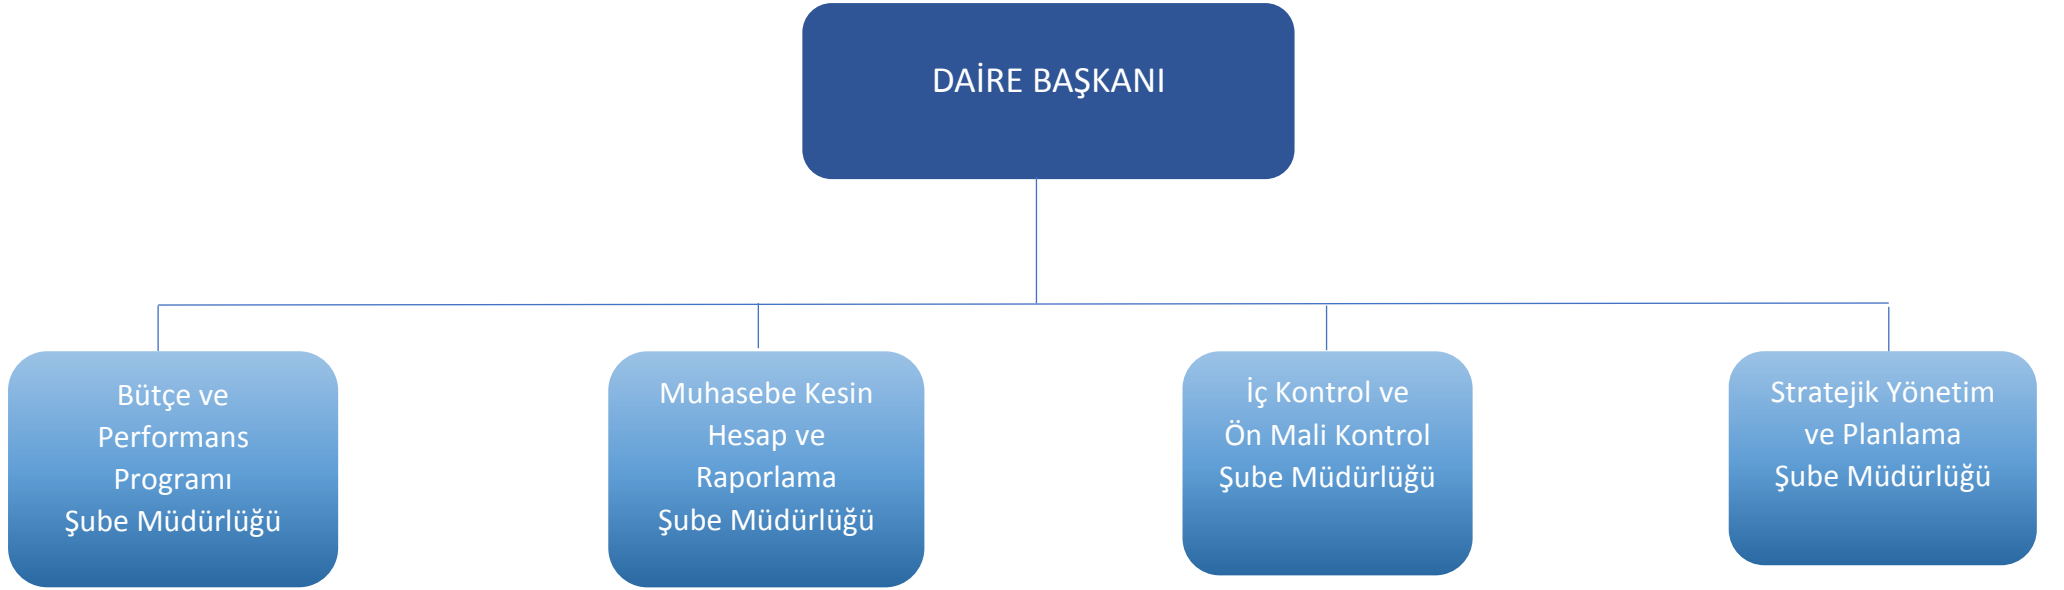 DAİRE BAŞKANI
Bütçe ve
Performans
Programı
Şube Müdürlüğü
Muhasebe Kesin
Hesap ve
Raporlama
Şube Müdürlüğü
İç Kontrol ve
Ön Mali Kontrol
Şube Müdürlüğü
Stratejik Yönetim
ve Planlama
Şube Müdürlüğü